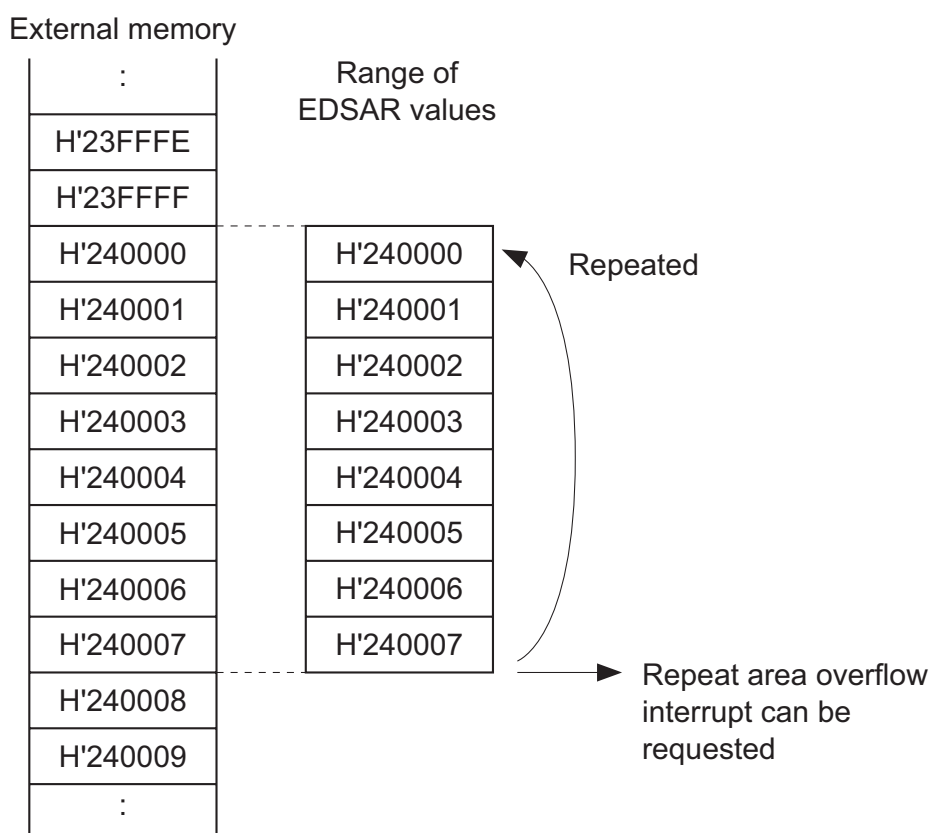 External memory
:
H'23FFFE
H'23FFFF
H'240000
H'240001
H'240002
H'240003
H'240004
H'240005
H'240006
H'240007
H'240008
H'240009
:
Range of
EDSAR values
H'240000
H'240001
H'240002
H'240003
H'240004
H'240005
H'240006
H'240007
Repeated
Repeat area overflow
interrupt can be
requested